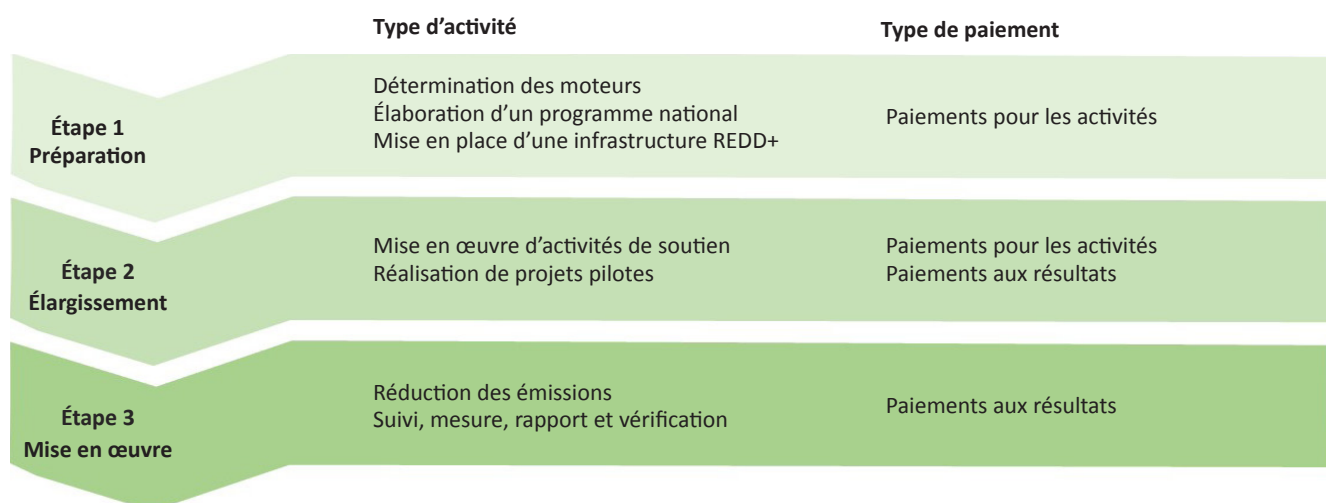 Type d’activité
Type de paiement
Étape 1
Préparation
Détermination des moteurs
Élaboration d’un programme national
Mise en place d’une infrastructure REDD+
Paiements pour les activités
Étape 2
Élargissement
Mise en œuvre d’activités de soutien
Réalisation de projets pilotes
Paiements pour les activités
Paiements aux résultats
Étape 3
Mise en œuvre
Réduction des émissions
Suivi, mesure, rapport et vérification
Paiements aux résultats